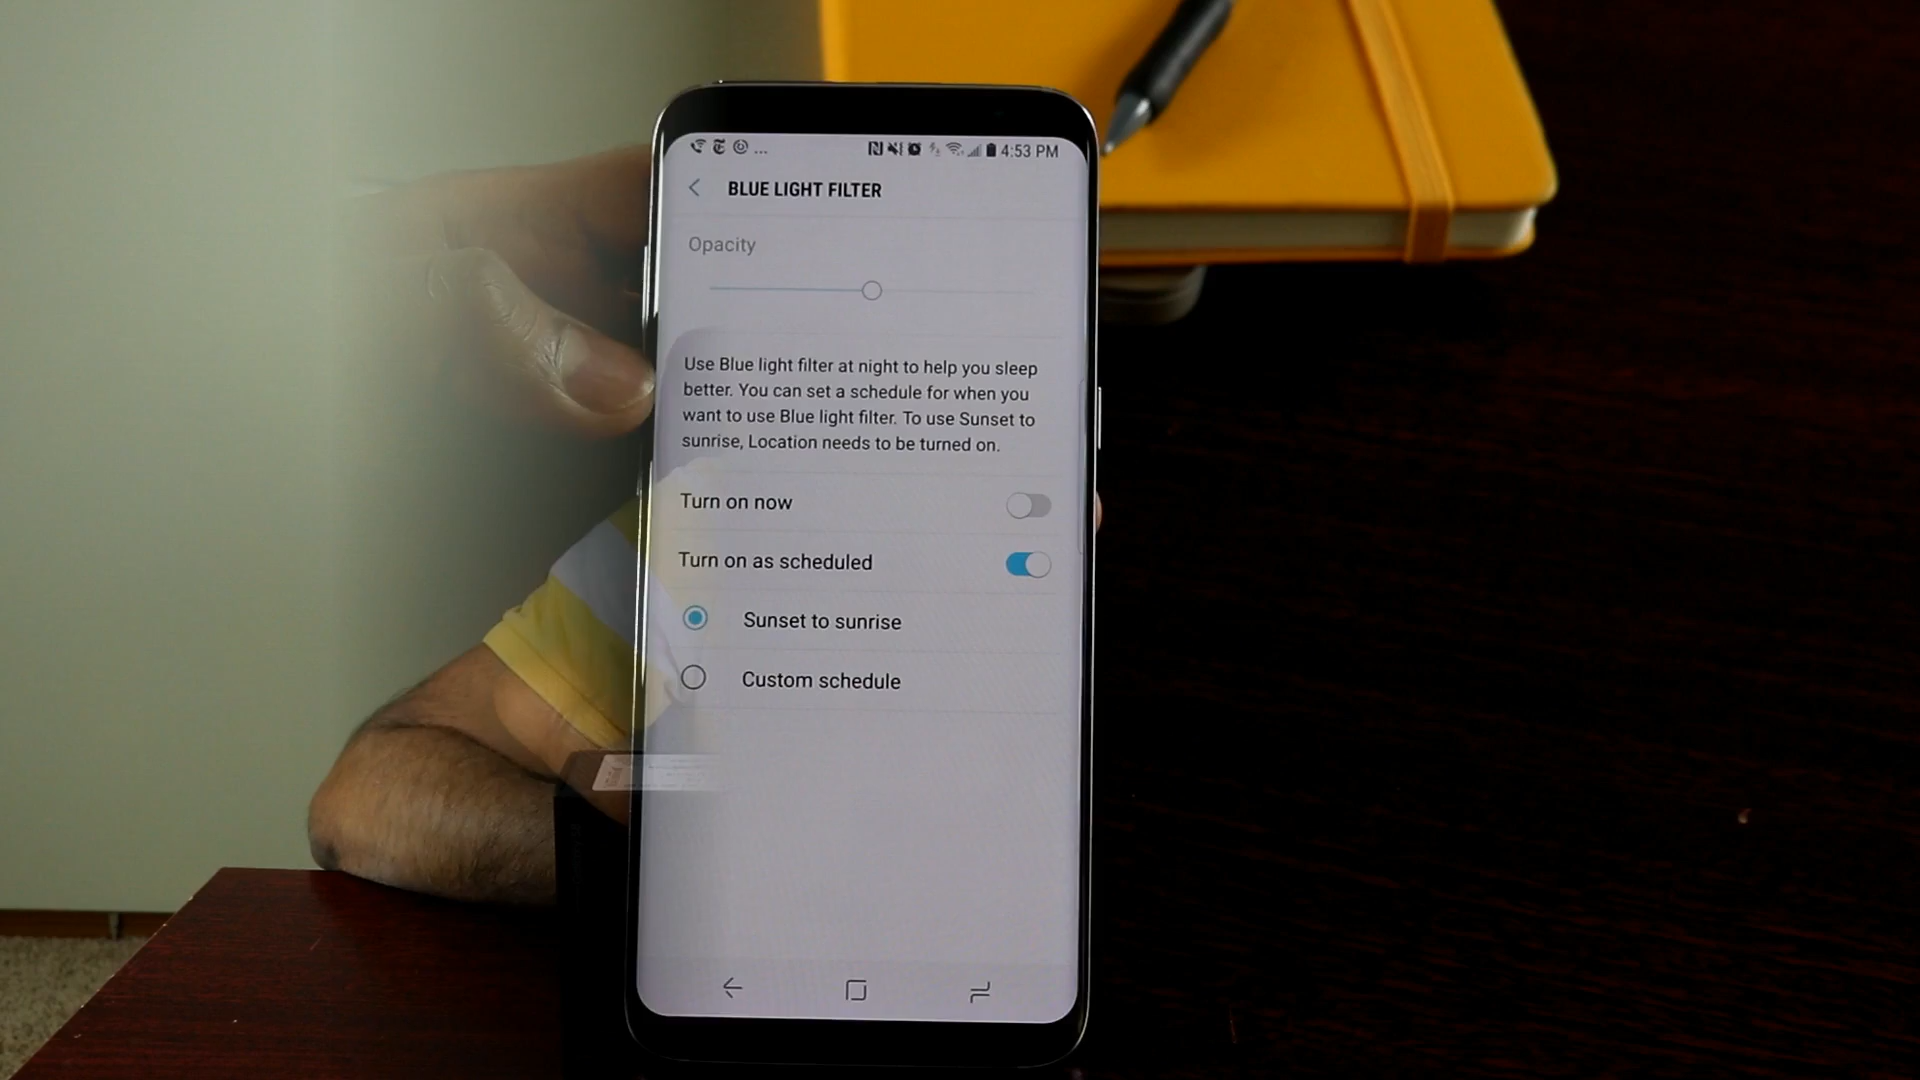 4:53 PM
BLUE LIGHT FILTER
Opacity
Use Blue light filter at night to help you sleep
better. You can set a schedule for when you
want to use Blue light filter. To use Sunset to
sunrise, Location needs to be turned on.
Turn on now
Turn on as scheduled
Sunset to sunrise
Custom schedule